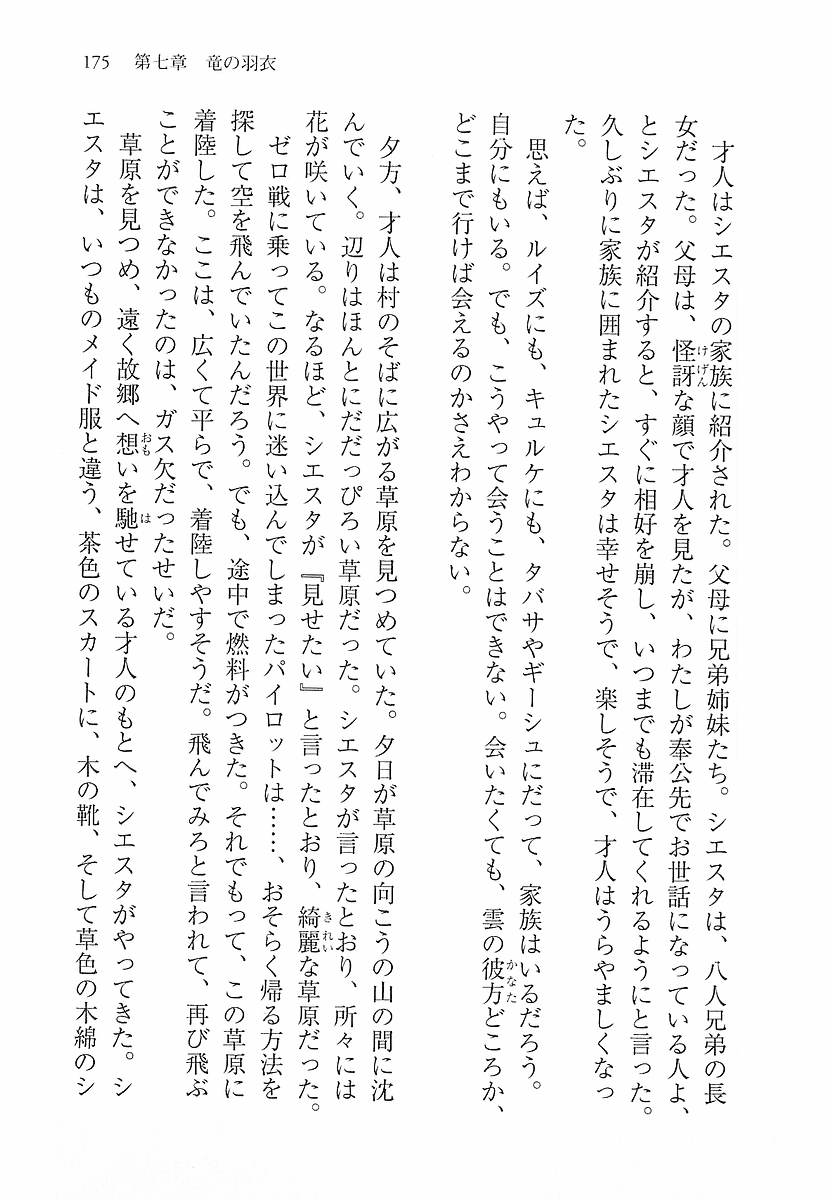 175　第七章　竜の羽衣
　才人はシエスタの家族に紹介された。父母に兄弟姉妹たち。シエスタは、八人兄弟の長
女だった。父母は、怪訝な顔で才人を見たが、わたしが奉公先でお世話になっている人よ、
とシエスタが紹介すると、すぐに相好を崩し、いつまでも滞在してくれるようにと言った。
久しぶりに家族に囲まれたシエスタは幸せそうで、楽しそうで、才人はうらやましくなっ
た。
　思えば、ルイズにも、キュルケにも、タバサやギーシュにだって、家族はいるだろう。
自分にもいる。でも、こうやって会うことはできない。会いたくても、雲の彼方どころか、
どこまで行けば会えるのかさえわからない。
　夕方、才人は村のそばに広がる草原を見つめていた。夕日が草原の向こうの山の間に沈
んでいく。辺りはほんとにだだっぴろい草原だった。シエスタが言ったとおり、所々には
花が咲いている。なるほど、シエスタが『見せたい』と言ったとおり、綺麗な草原だった。
　ゼロ戦に乗ってこの世界に迷い込んでしまったパイロットは……、おそらく帰る方法を
探して空を飛んでいたんだろう。でも、途中で燃料がつきた。それでもって、この草原に
着陸した。ここは、広くて平らで、着陸しやすそうだ。飛んでみろと言われて、再び飛ぶ
ことができなかったのは、ガス欠だったせいだ。
　草原を見つめ、遠く故郷へ想いを馳せている才人のもとへ、シエスタがやってきた。シ
エスタは、いつものメイド服と違う、茶色のスカートに、木の靴、そして草色の木綿のシ